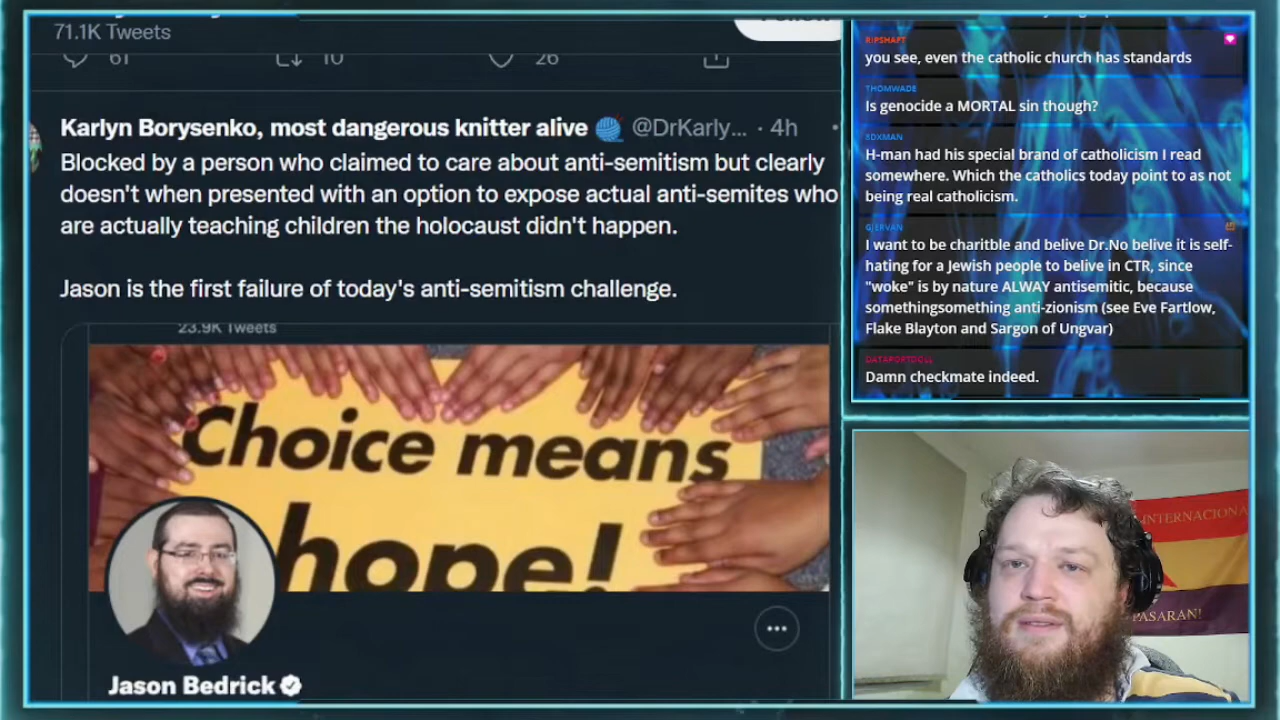 71.1K Tweets
Follow
61
10
26
Karlyn Borysenko, most dangerous knitter alive @DrKarly... · 4h
Blocked by a person who claimed to care about anti-semitism but clearly
doesn't when presented with an option to expose actual anti-semites who
are actually teaching children the holocaust didn't happen.
Jason is the first failure of today's anti-semitism challenge.
23.9K Tweets
Choice means
hope!
Jason Bedrick
RIPSHAFT
you see, even the catholic church has standards
THOMWADE
Is genocide a MORTAL sin though?
EDXMAN
H-man had his special brand of catholicism I read
somewhere. Which the catholics today point to as not
being real catholicism.
GJERVAN
I want to be charitble and belive Dr.No belive it is self-
hating for a Jewish people to belive in CTR, since
"woke" is by nature ALWAY antisemitic, because
somethingsomething anti-zionism (see Eve Fartlow,
Flake Blayton and Sargon of Ungvar)
DATAPORTDOLL
Damn checkmate indeed.
INTERNACIONA
PASARAN!